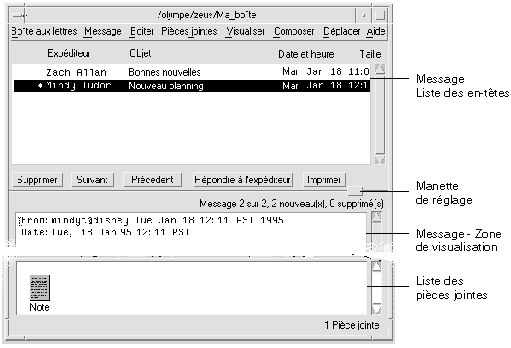 /olympe/zeus/Ma_boîte
Boîte aux lettres Message Editer Pièces jointes Visualiser Composer Déplacer Aide
Expéditeur Objet Date et heure Taille
Zach Allan Bonnes nouvelles Mar Jan 18 11:0
Mindy Tudor Nouveau planning Mar Jan 18 12:1
Message
Liste des en-têtes
Supprimer Suivant Précédent Répondre à l'expéditeur Imprimer
Manette
de réglage
Message 2 sur 2, 2 nouveau(x), 0 supprimé(s)
From: mindyt@disney Tue Jan 18 12:11 PST 1995
Date: Tue, 18 Jan 95 12:11 PST
Message - Zone
de visualisation
Liste des
pièces jointes
Note
1 Pièce jointe